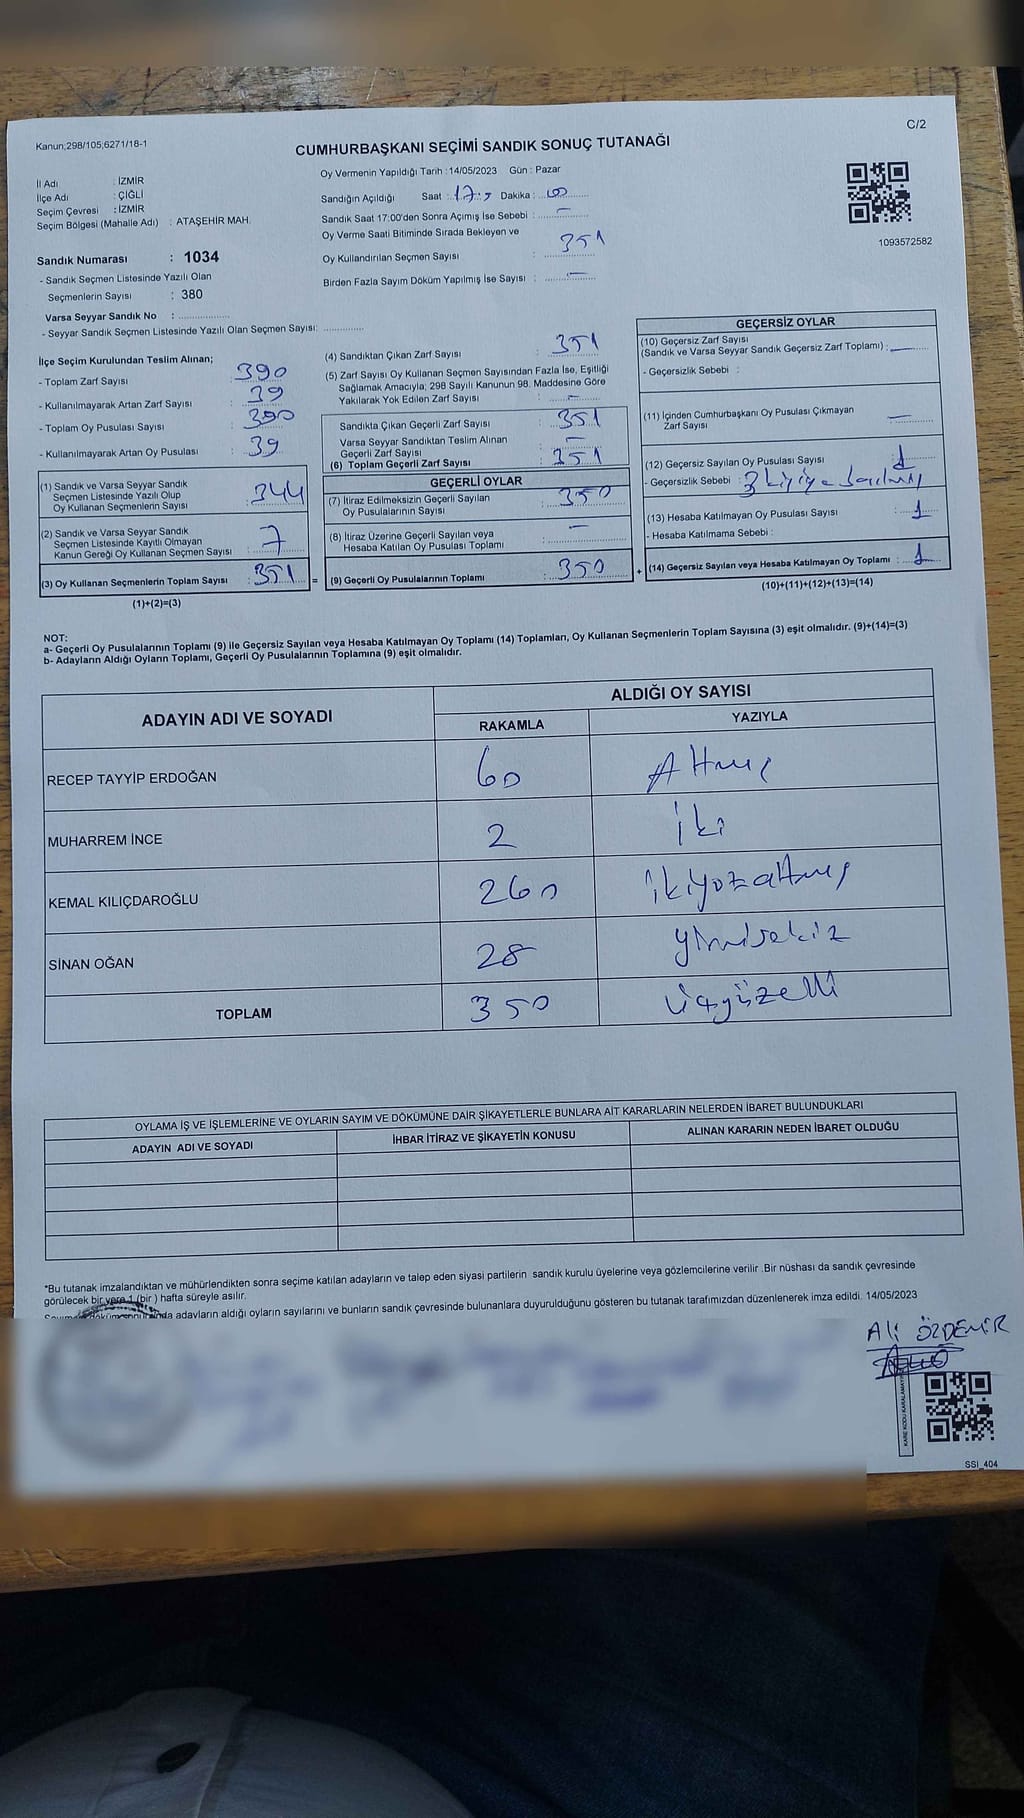 C/2
Kanun;298/105;6271/18-1
CUMHURBAŞKANI SEÇİMİ SANDIK SONUÇ TUTANAĞI
İl Adı : İZMİR
İlçe Adı : ÇİĞLİ
Seçim Çevresi : İZMİR
Seçim Bölgesi (Mahalle Adı) : ATAŞEHİR MAH.
Sandık Numarası : 1034
- Sandık Seçmen Listesinde Yazılı Olan
Seçmenlerin Sayısı : 380
Varsa Seyyar Sandık No : ..................
- Seyyar Sandık Seçmen Listesinde Yazılı Olan Seçmen Sayısı: ..............
Oy Vermenin Yapıldığı Tarih : 14/05/2023 Gün : Pazar
Sandığın Açıldığı Saat : 17 Dakika : 00
Sandık Saat 17:00'den Sonra Açımış İse Sebebi : –
Oy Verme Saati Bitiminde Sırada Bekleyen ve
Oy Kullandırılan Seçmen Sayısı : 351
Birden Fazla Sayım Döküm Yapılmış İse Sayısı : –
1093572582
İlçe Seçim Kurulundan Teslim Alınan;
- Toplam Zarf Sayısı : 390
- Kullanılmayarak Artan Zarf Sayısı : 39
- Toplam Oy Pusulası Sayısı : 390
- Kullanılmayarak Artan Oy Pusulası : 39
(1) Sandık ve Varsa Seyyar Sandık
Seçmen Listesinde Yazılı Olup
Oy Kullanan Seçmenlerin Sayısı : 344
(2) Sandık ve Varsa Seyyar Sandık
Seçmen Listesinde Kayıtlı Olmayan
Kanun Gereği Oy Kullanan Seçmen Sayısı : 7
(3) Oy Kullanan Seçmenlerin Toplam Sayısı : 351 =
(1)+(2)=(3)
(4) Sandıktan Çıkan Zarf Sayısı : 351
(5) Zarf Sayısı Oy Kullanan Seçmen Sayısından Fazla İse, Eşitliği
Sağlamak Amacıyla; 298 Sayılı Kanunun 98. Maddesine Göre
Yakılarak Yok Edilen Zarf Sayısı : –
Sandıkta Çıkan Geçerli Zarf Sayısı : 351
Varsa Seyyar Sandıktan Teslim Alınan
Geçerli Zarf Sayısı : –
(6) Toplam Geçerli Zarf Sayısı : 351
GEÇERLİ OYLAR
(7) İtiraz Edilmeksizin Geçerli Sayılan
Oy Pusulalarının Sayısı : 350
(8) İtiraz Üzerine Geçerli Sayılan veya
Hesaba Katılan Oy Pusulası Toplamı : –
(9) Geçerli Oy Pusulalarının Toplamı : 350 +
GEÇERSİZ OYLAR
(10) Geçersiz Zarf Sayısı
(Sandık ve Varsa Seyyar Sandık Geçersiz Zarf Toplamı) : –
- Geçersizlik Sebebi :
(11) İçinden Cumhurbaşkanı Oy Pusulası Çıkmayan
Zarf Sayısı : –
(12) Geçersiz Sayılan Oy Pusulası Sayısı : 1
- Geçersizlik Sebebi : 3 kişiye basılmış
(13) Hesaba Katılmayan Oy Pusulası Sayısı : 1
- Hesaba Katılmama Sebebi :
(14) Geçersiz Sayılan veya Hesaba Katılmayan Oy Toplamı : 1
(10)+(11)+(12)+(13)=(14)
NOT:
a- Geçerli Oy Pusulalarının Toplamı (9) ile Geçersiz Sayılan veya Hesaba Katılmayan Oy Toplamı (14) Toplamları, Oy Kullanan Seçmenlerin Toplam Sayısına (3) eşit olmalıdır. (9)+(14)=(3)
b- Adayların Aldığı Oyların Toplamı, Geçerli Oy Pusulalarının Toplamına (9) eşit olmalıdır.
ADAYIN ADI VE SOYADI ALDIĞI OY SAYISI
RAKAMLA YAZIYLA
RECEP TAYYİP ERDOĞAN 60 Altmış
MUHARREM İNCE 2 iki
KEMAL KILIÇDAROĞLU 260 ikiyüzaltmış
SİNAN OĞAN 28 yirmisekiz
TOPLAM 350 üçyüzelli
OYLAMA İŞ VE İŞLEMLERİNE VE OYLARIN SAYIM VE DÖKÜMÜNE DAİR ŞİKAYETLERLE BUNLARA AİT KARARLARIN NELERDEN İBARET BULUNDUKLARI
ADAYIN ADI VE SOYADI İHBAR İTİRAZ VE ŞİKAYETİN KONUSU ALINAN KARARIN NEDEN İBARET OLDUĞU
*Bu tutanak imzalandıktan ve mühürlendikten sonra seçime katılan adayların ve talep eden siyasi partilerin sandık kurulu üyelerine veya gözlemcilerine verilir .Bir nüshası da sandık çevresinde
görülecek bir yere 1 (bir ) hafta süreyle asılır.
adayların aldığı oyların sayılarını ve bunların sandık çevresinde bulunanlara duyurulduğunu gösteren bu tutanak tarafımızdan düzenlenerek imza edildi. 14/05/2023
Ali ÖZDEMİR
KARE KODU KARALAMAYIN
SSI_404